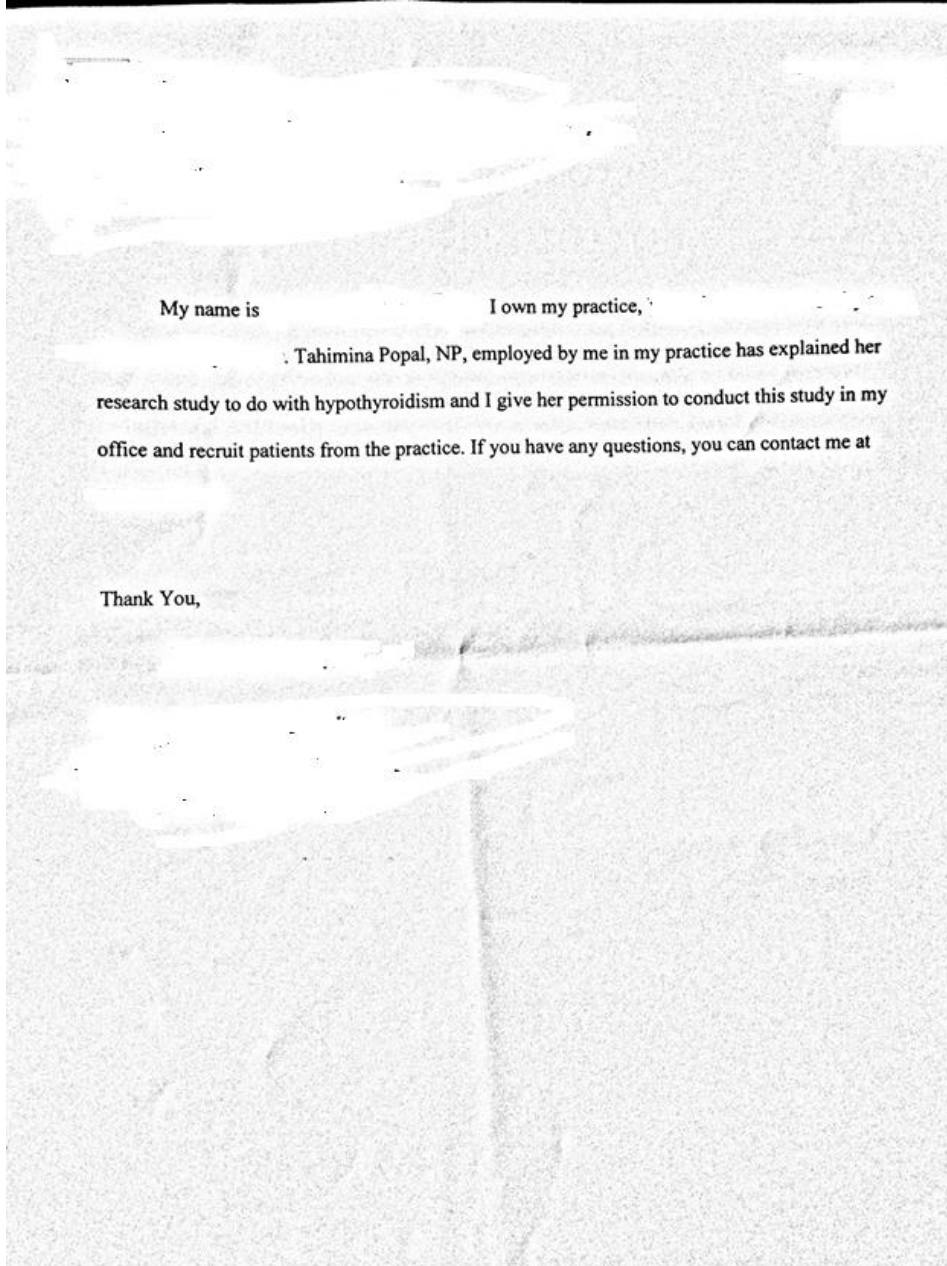 My name is I own my practice,
. Tahimina Popal, NP, employed by me in my practice has explained her
research study to do with hypothyroidism and I give her permission to conduct this study in my
office and recruit patients from the practice. If you have any questions, you can contact me at
Thank You,